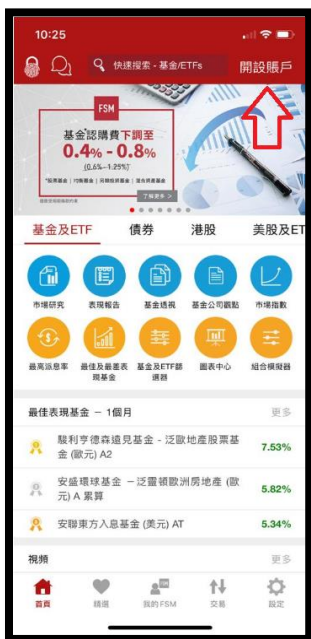 10:25
快速搜索 - 基金/ETFs
開設賬戶
FSM
基金認購費下調至
0.4% - 0.8%
(0.6%-1.25%)
了解更多 >
基金及ETF
債券
港股
美股及ET
市場研究
表現報告
基金透視
基金公司觀點
市場指數
最高派息率
最佳及最差表
現基金
基金及ETF篩
選器
圖表中心
組合模擬器
最佳表現基金 － 1個月
更多
駿利亨德森遠見基金 - 泛歐地產股票基
金 (歐元) A2
7.53%
安盛環球基金 －泛靈頓歐洲房地產 (歐
元) A 累算
5.82%
安聯東方入息基金 (美元) AT
5.34%
視頻
更多
首頁
精選
我的 FSM
交易
設定